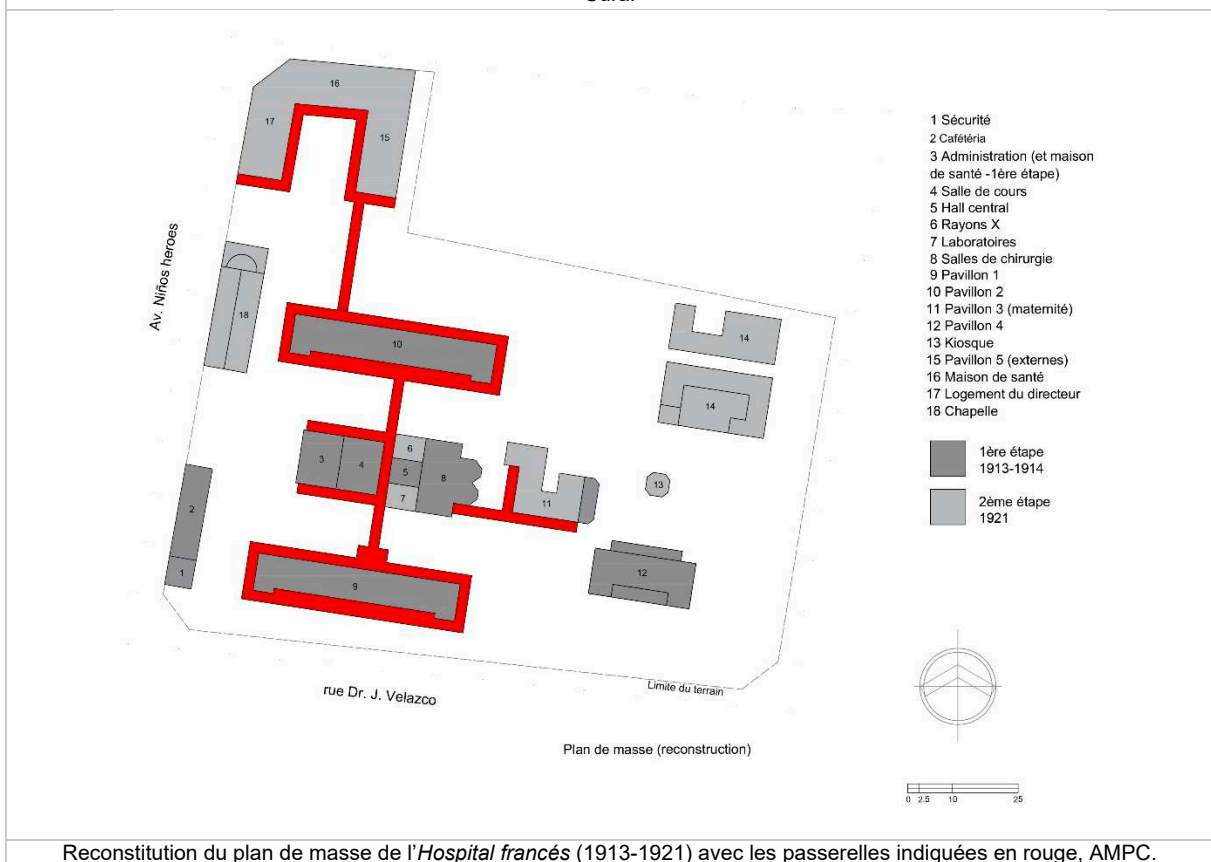 16
17
15
Av. Niños heroes
18
10
14
14
6
3
4
5
8
7
11
13
2
1
9
12
rue Dr. J. Velazco
Limite du terrain
Plan de masse (reconstruction)
1 Sécurité
2 Cafétéria
3 Administration (et maison
de santé -1ère étape)
4 Salle de cours
5 Hall central
6 Rayons X
7 Laboratoires
8 Salles de chirurgie
9 Pavillon 1
10 Pavillon 2
11 Pavillon 3 (maternité)
12 Pavillon 4
13 Kiosque
15 Pavillon 5 (externes)
16 Maison de santé
17 Logement du directeur
18 Chapelle
1ère étape
1913-1914
2ème étape
1921
0 2.5 10 25
Reconstitution du plan de masse de l'Hospital francés (1913-1921) avec les passerelles indiquées en rouge, AMPC.